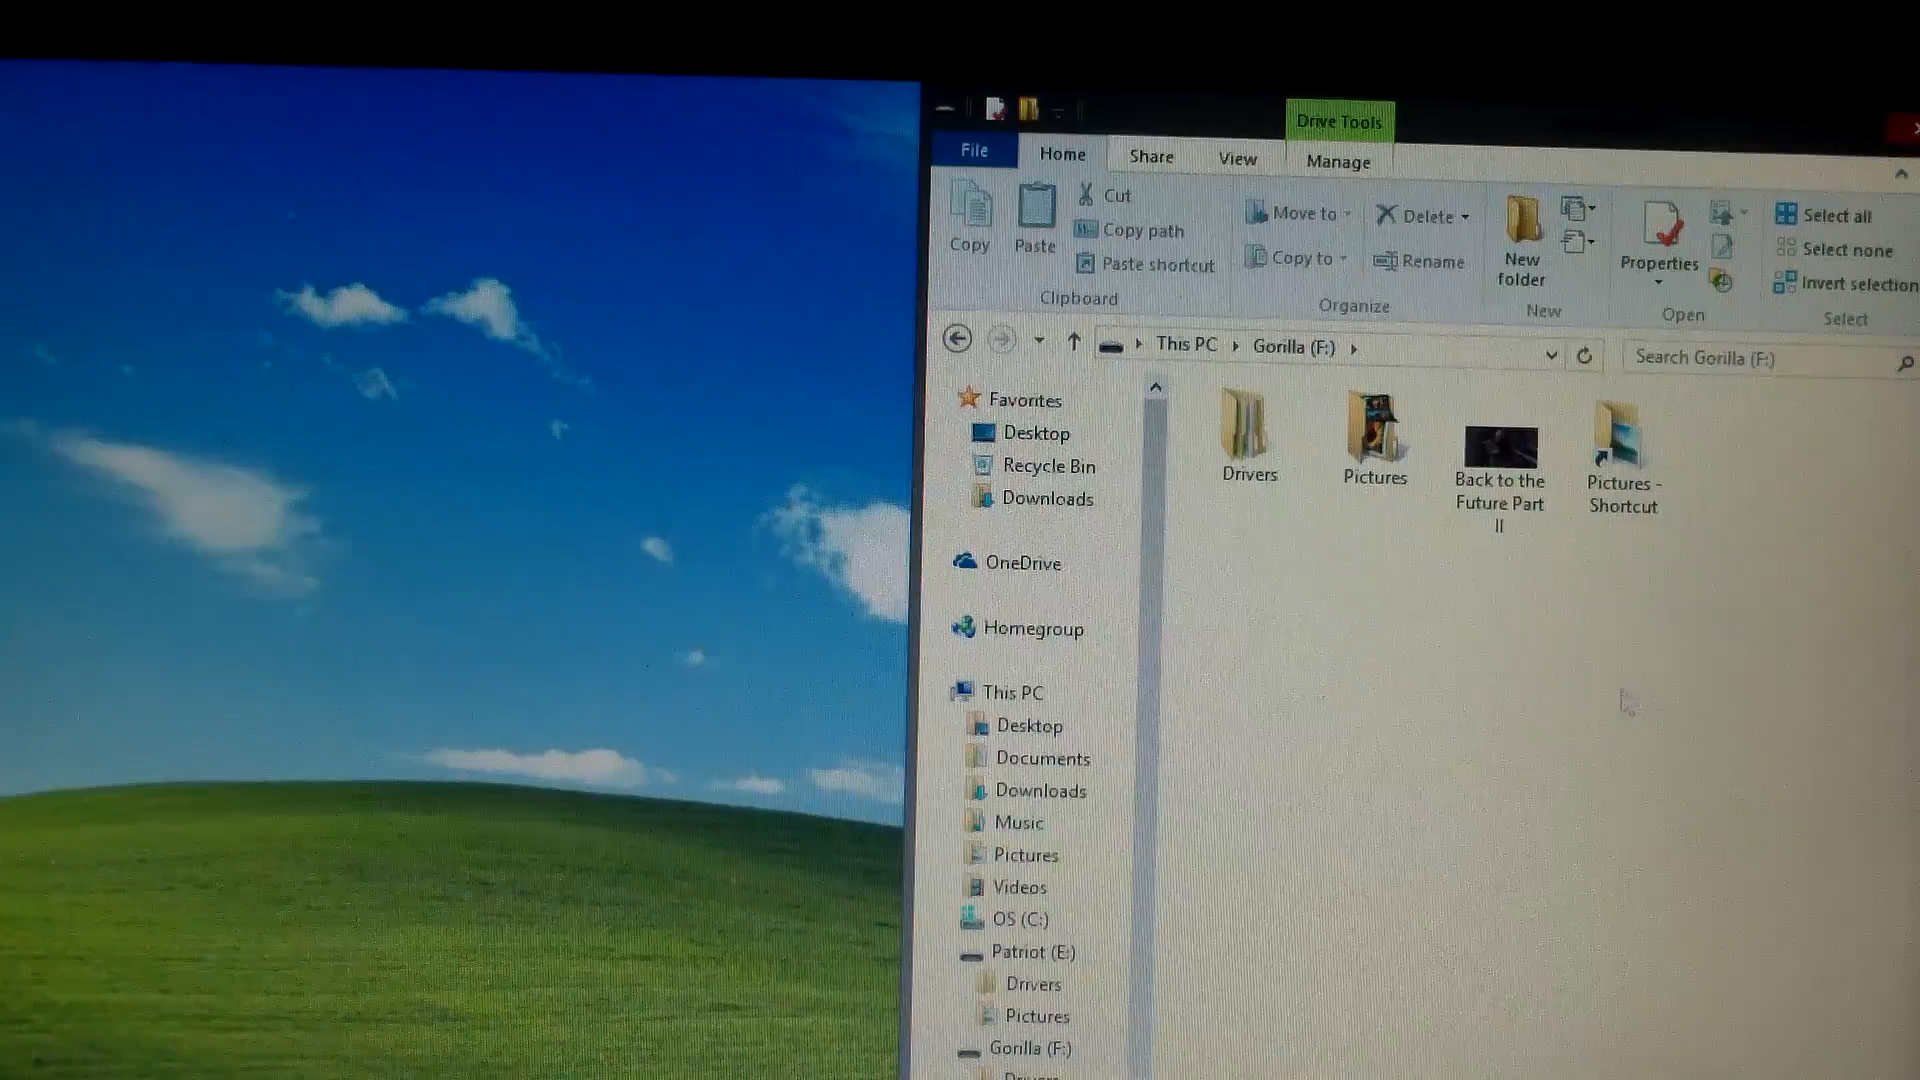 Drive Tools
File
Home
Share
View
Manage
Copy
Paste
Cut
Copy path
Paste shortcut
Clipboard
Move to
Copy to
Delete
Rename
Organize
New
folder
New
Properties
Open
Select all
Select none
Invert selection
Select
This PC
Gorilla (F:)
Search Gorilla (F:)
Favorites
Desktop
Recycle Bin
Downloads
OneDrive
Homegroup
This PC
Desktop
Documents
Downloads
Music
Pictures
Videos
OS (C:)
Patriot (E:)
Drivers
Pictures
Gorilla (F:)
Drivers
Drivers
Pictures
Back to the
Future Part
II
Pictures -
Shortcut